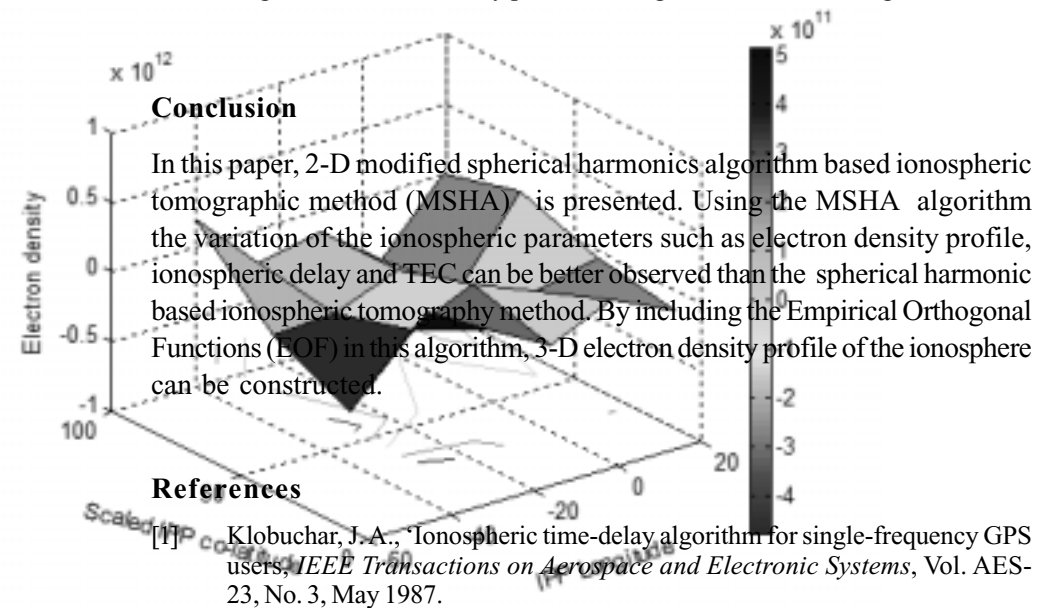 x 10^11
x 10^12
Conclusion
In this paper, 2-D modified spherical harmonics algorithm based ionospheric
tomographic method (MSHA) is presented. Using the MSHA algorithm
the variation of the ionospheric parameters such as electron density profile,
ionospheric delay and TEC can be better observed than the spherical harmonic
based ionospheric tomography method. By including the Empirical Orthogonal
Functions (EOF) in this algorithm, 3-D electron density profile of the ionosphere
can be constructed.
Electron density
1
0.5
0
-0.5
-1
100
5
4
-2
-3
-4
20
0
-20
References
Scaled IPP co-latitude
IPP Longitude
[1] Klobuchar, J. A., ‘Ionospheric time-delay algorithm for single-frequency GPS
users, IEEE Transactions on Aerospace and Electronic Systems, Vol. AES-
23, No. 3, May 1987.